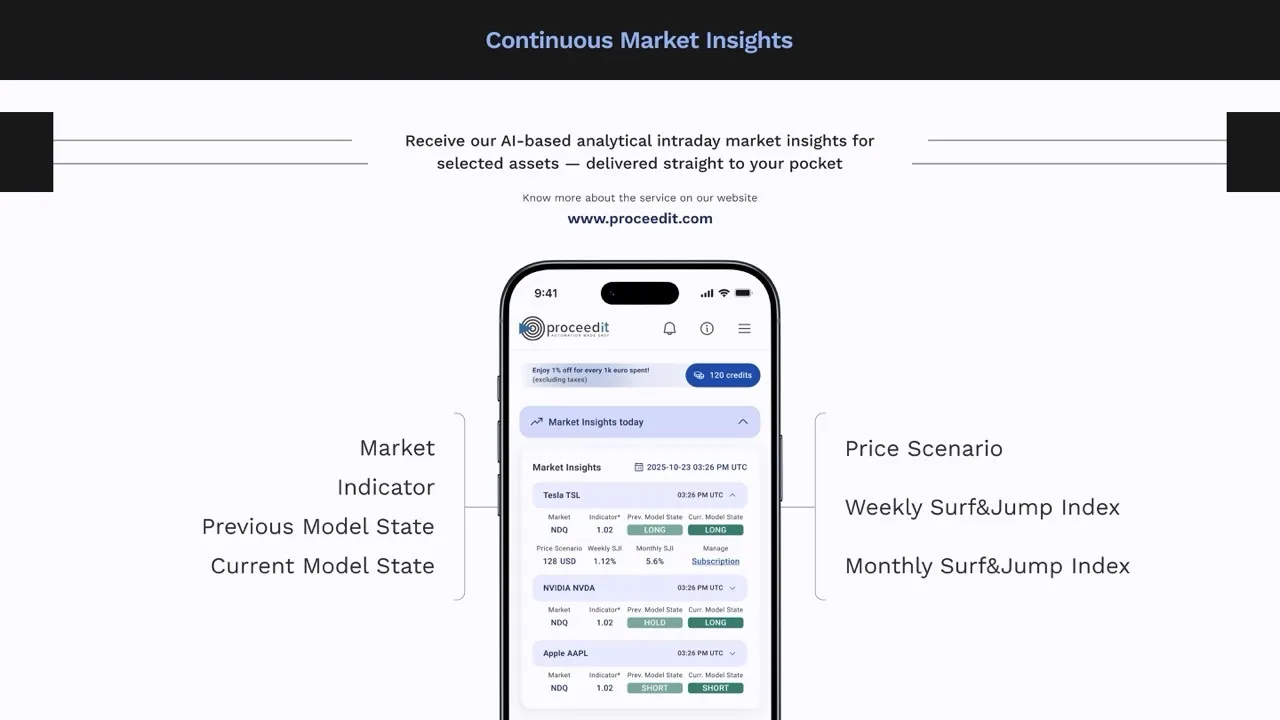 Continuous Market Insights
Receive our AI-based analytical intraday market insights for
selected assets — delivered straight to your pocket
Know more about the service on our website
www.proceedit.com
Market
Indicator
Previous Model State
Current Model State
9:41
proceedit
AUTOMATION MADE EASY
Enjoy 1% off for every 1k euro spent!
(excluding taxes)
120 credits
Market Insights today
Market Insights 2025-10-23 03:26 PM UTC
Tesla TSL 03:26 PM UTC
Market Indicator* Prev. Model State Curr. Model State
NDQ 1.02 LONG LONG
Price Scenario Weekly SJI Monthly SJI Manage
128 USD 1.12% 5.6% Subscription
NVIDIA NVDA 03:26 PM UTC
Market Indicator* Prev. Model State Curr. Model State
NDQ 1.02 HOLD LONG
Apple AAPL 03:26 PM UTC
Market Indicator* Prev. Model State Curr. Model State
NDQ 1.02 SHORT SHORT
Price Scenario
Weekly Surf&Jump Index
Monthly Surf&Jump Index